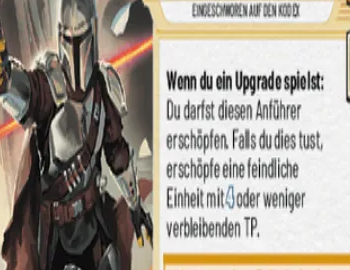 EINGESCHWOREN AUF DEN KODEX
Wenn du ein Upgrade spielst:
Du darfst diesen Anführer
erschöpfen. Falls du dies tust,
erschöpfe eine feindliche
Einheit mit 4 oder weniger
verbleibenden TP.